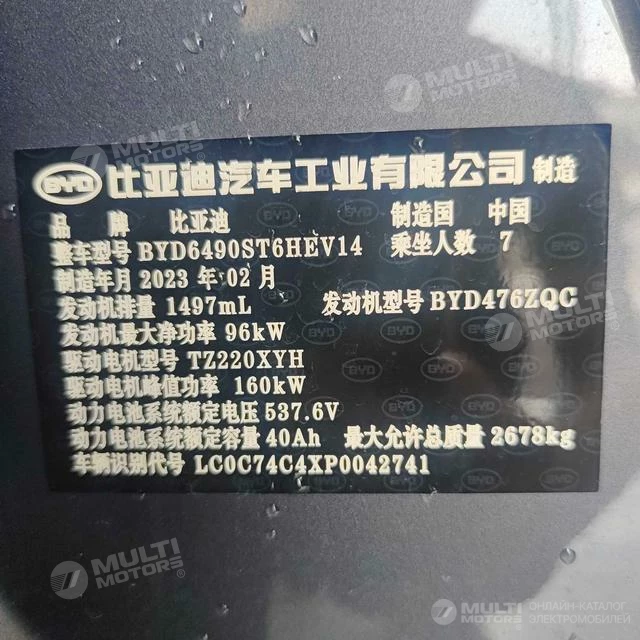 MULTI MOTORS®
MULTI MOTORS®
BYD 比亚迪汽车工业有限公司 制造
品牌 比亚迪 制造国 中国
整车型号 BYD6490ST6HEV14 乘坐人数 7
制造年月 2023 年 02 月
发动机排量 1497mL 发动机型号 BYD476ZQC
发动机最大净功率 96kW
驱动电机型号 TZ220XYH
驱动电机峰值功率 160kW
动力电池系统额定电压 537.6V
动力电池系统额定容量 40Ah 最大允许总质量 2678kg
车辆识别代号 LC0C74C4XP0042741
MULTI MOTORS®
MULTI MOTORS ОНЛАЙН-КАТАЛОГ ЭЛЕКТРОМОБИЛЕЙ